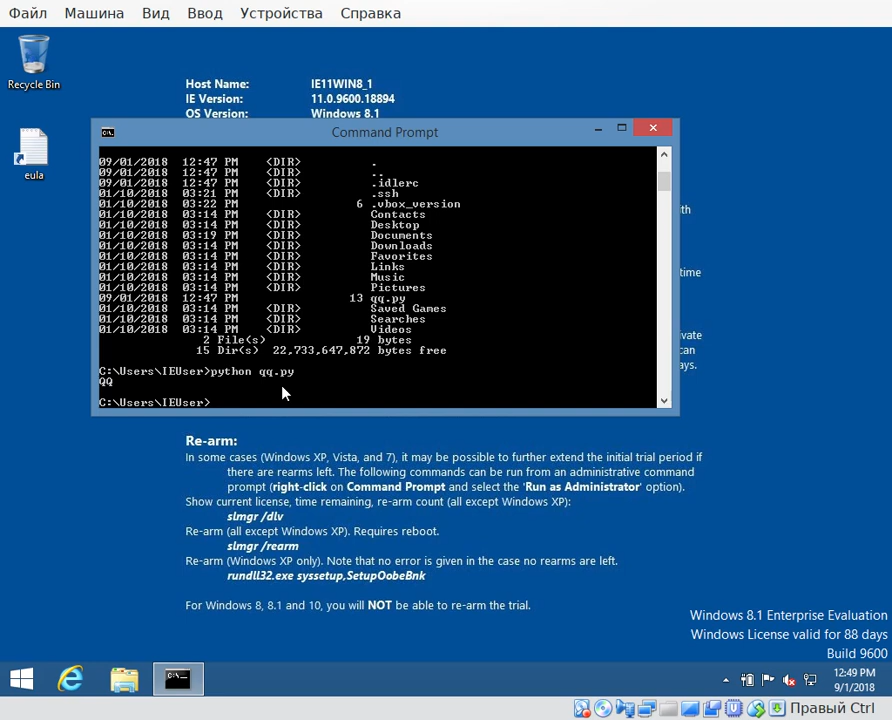 Файл Машина Вид Ввод Устройства Справка
Recycle Bin
eula
Host Name: IE11WIN8_1
IE Version: 11.0.9600.18894
OS Version: Windows 8.1
Command Prompt
09/01/2018 12:47 PM <DIR> .
09/01/2018 12:47 PM <DIR> ..
09/01/2018 12:47 PM <DIR> .idlerc
01/10/2018 03:21 PM <DIR> .ssh
01/10/2018 03:22 PM 6 .vbox_version
01/10/2018 03:14 PM <DIR> Contacts
01/10/2018 03:14 PM <DIR> Desktop
01/10/2018 03:19 PM <DIR> Documents
01/10/2018 03:14 PM <DIR> Downloads
01/10/2018 03:14 PM <DIR> Favorites
01/10/2018 03:14 PM <DIR> Links
01/10/2018 03:14 PM <DIR> Music
01/10/2018 03:14 PM <DIR> Pictures
09/01/2018 12:47 PM 13 qq.py
01/10/2018 03:14 PM <DIR> Saved Games
01/10/2018 03:14 PM <DIR> Searches
01/10/2018 03:14 PM <DIR> Videos
2 File(s) 19 bytes
15 Dir(s) 22,733,647,872 bytes free
C:\Users\IEUser>python qq.py
QQ
C:\Users\IEUser>
with
time
ivate
can
ays.
Re-arm:
In some cases (Windows XP, Vista, and 7), it may be possible to further extend the initial trial period if
there are rearms left. The following commands can be run from an administrative command
prompt (right-click on Command Prompt and select the 'Run as Administrator' option).
Show current license, time remaining, re-arm count (all except Windows XP):
slmgr /dlv
Re-arm (all except Windows XP). Requires reboot.
slmgr /rearm
Re-arm (Windows XP only). Note that no error is given in the case no rearms are left.
rundll32.exe syssetup,SetupOobeBnk
For Windows 8, 8.1 and 10, you will NOT be able to re-arm the trial.
Windows 8.1 Enterprise Evaluation
Windows License valid for 88 days
Build 9600
12:49 PM
9/1/2018
Правый Ctrl